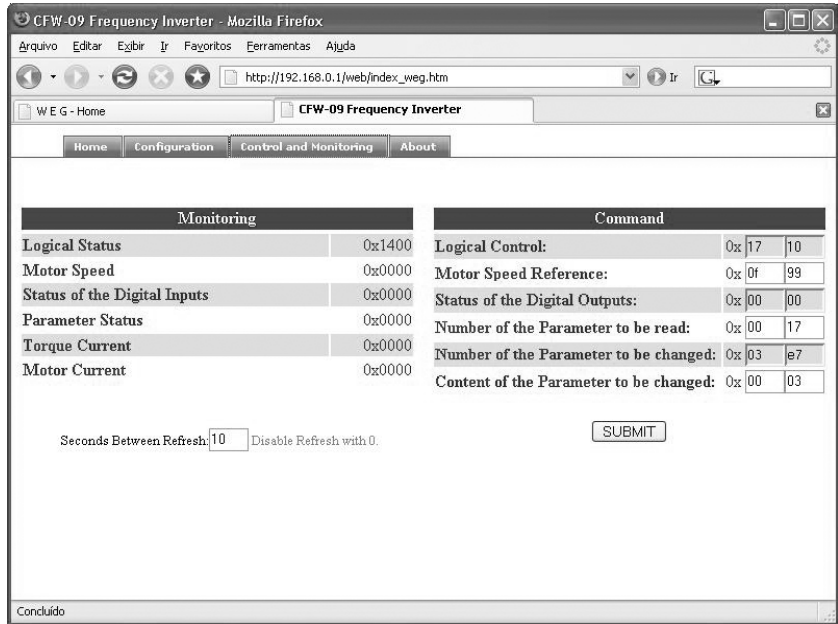 CFW-09 Frequency Inverter - Mozilla Firefox
Arquivo Editar Exibir Ir Favoritos Ferramentas Ajuda
http://192.168.0.1/web/index_weg.htm Ir G
W E G - Home CFW-09 Frequency Inverter
Home Configuration Control and Monitoring About
Monitoring
Logical Status 0x1400
Motor Speed 0x0000
Status of the Digital Inputs 0x0000
Parameter Status 0x0000
Torque Current 0x0000
Motor Current 0x0000
Seconds Between Refresh: 10 Disable Refresh with 0.
Command
Logical Control: 0x 17 10
Motor Speed Reference: 0x 0f 99
Status of the Digital Outputs: 0x 00 00
Number of the Parameter to be read: 0x 00 17
Number of the Parameter to be changed: 0x 03 e7
Content of the Parameter to be changed: 0x 00 03
SUBMIT
Concluído